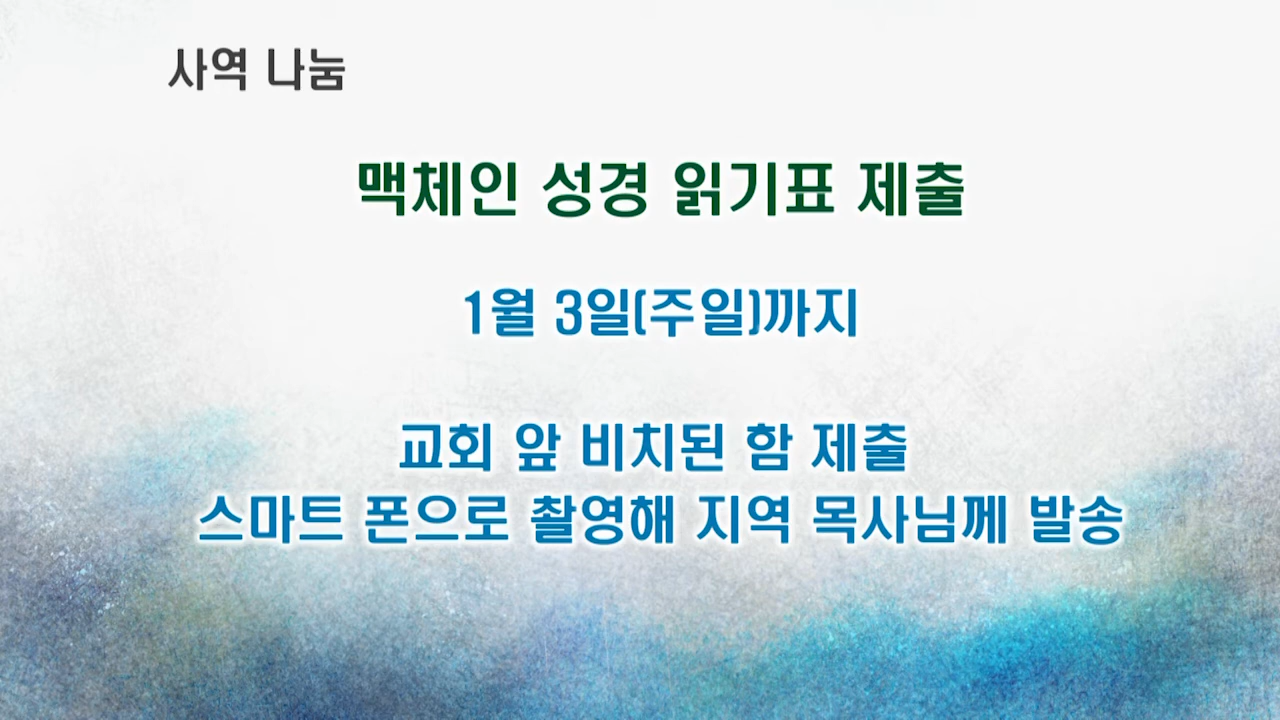 사역 나눔
맥체인 성경 읽기표 제출
1월 3일(주일)까지
교회 앞 비치된 함 제출
스마트 폰으로 촬영해 지역 목사님께 발송